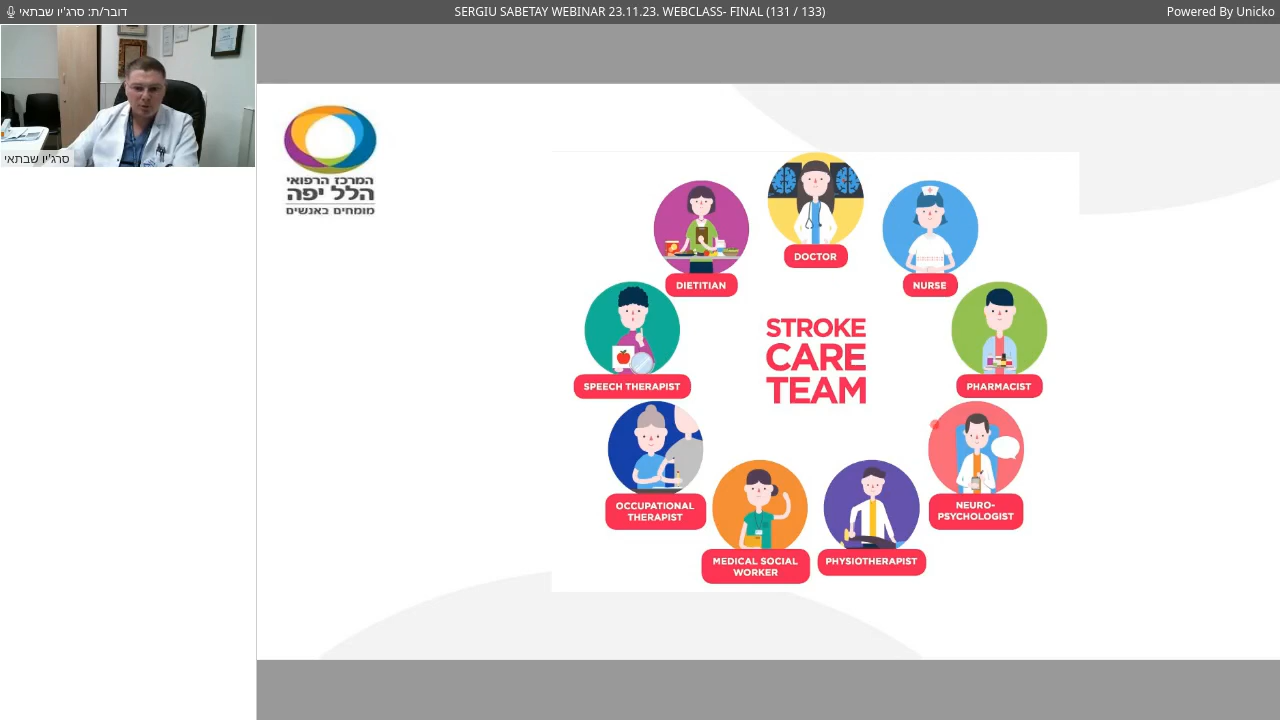 דובר/ת: סרג'יו שבתאי
SERGIU SABETAY WEBINAR 23.11.23. WEBCLASS- FINAL (131 / 133)
Powered By Unicko
סרג'יו שבתאי
המרכז הרפואי
הלל יפה
מומחים באנשים
DOCTOR
DIETITIAN
NURSE
SPEECH THERAPIST
STROKE
CARE
TEAM
PHARMACIST
OCCUPATIONAL
THERAPIST
NEURO-
PSYCHOLOGIST
MEDICAL SOCIAL
WORKER
PHYSIOTHERAPIST